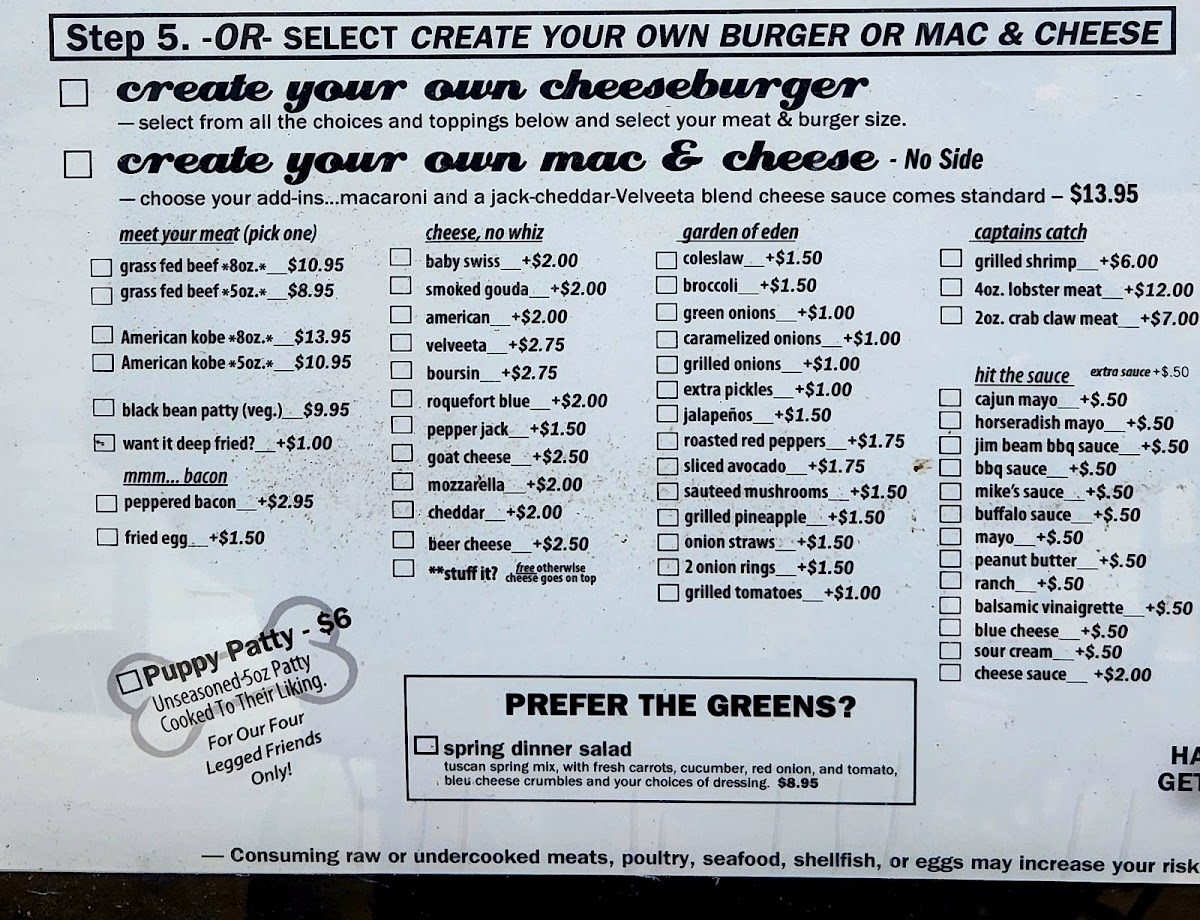 Step 5. -OR- SELECT CREATE YOUR OWN BURGER OR MAC & CHEESE
create your own cheeseburger
— select from all the choices and toppings below and select your meat & burger size.
create your own mac & cheese - No Side
— choose your add-ins...macaroni and a jack-cheddar-Velveeta blend cheese sauce comes standard – $13.95
meet your meat (pick one)
grass fed beef *8oz.*__$10.95
grass fed beef *5oz.*__$8.95
American kobe *8oz.*__$13.95
American kobe *5oz.*__$10.95
black bean patty (veg.)__$9.95
want it deep fried?__+$1.00
mmm... bacon
peppered bacon__+$2.95
fried egg__+$1.50
cheese, no whiz
baby swiss__+$2.00
smoked gouda__+$2.00
american__+$2.00
velveeta__+$2.75
boursin__+$2.75
roquefort blue__+$2.00
pepper jack__+$1.50
goat cheese__+$2.50
mozzarella__+$2.00
cheddar__+$2.00
beer cheese__+$2.50
**stuff it? free otherwise
cheese goes on top
garden of eden
coleslaw__+$1.50
broccoli__+$1.50
green onions__+$1.00
caramelized onions__+$1.00
grilled onions__+$1.00
extra pickles__+$1.00
jalapeños__+$1.50
roasted red peppers__+$1.75
sliced avocado__+$1.75
sauteed mushrooms__+$1.50
grilled pineapple__+$1.50
onion straws__+$1.50
2 onion rings__+$1.50
grilled tomatoes__+$1.00
captains catch
grilled shrimp__+$6.00
4oz. lobster meat__+$12.00
2oz. crab claw meat__+$7.00
hit the sauce extra sauce +$.50
cajun mayo__+$.50
horseradish mayo__+$.50
jim beam bbq sauce__+$.50
bbq sauce__+$.50
mike's sauce__+$.50
buffalo sauce__+$.50
mayo__+$.50
peanut butter__+$.50
ranch__+$.50
balsamic vinaigrette__+$.50
blue cheese__+$.50
sour cream__+$.50
cheese sauce__+$2.00
Puppy Patty - $6
Unseasoned-5oz Patty
Cooked To Their Liking.
For Our Four
Legged Friends
Only!
PREFER THE GREENS?
spring dinner salad
tuscan spring mix, with fresh carrots, cucumber, red onion, and tomato,
bleu cheese crumbles and your choices of dressing. $8.95
HA
GET
— Consuming raw or undercooked meats, poultry, seafood, shellfish, or eggs may increase your risk